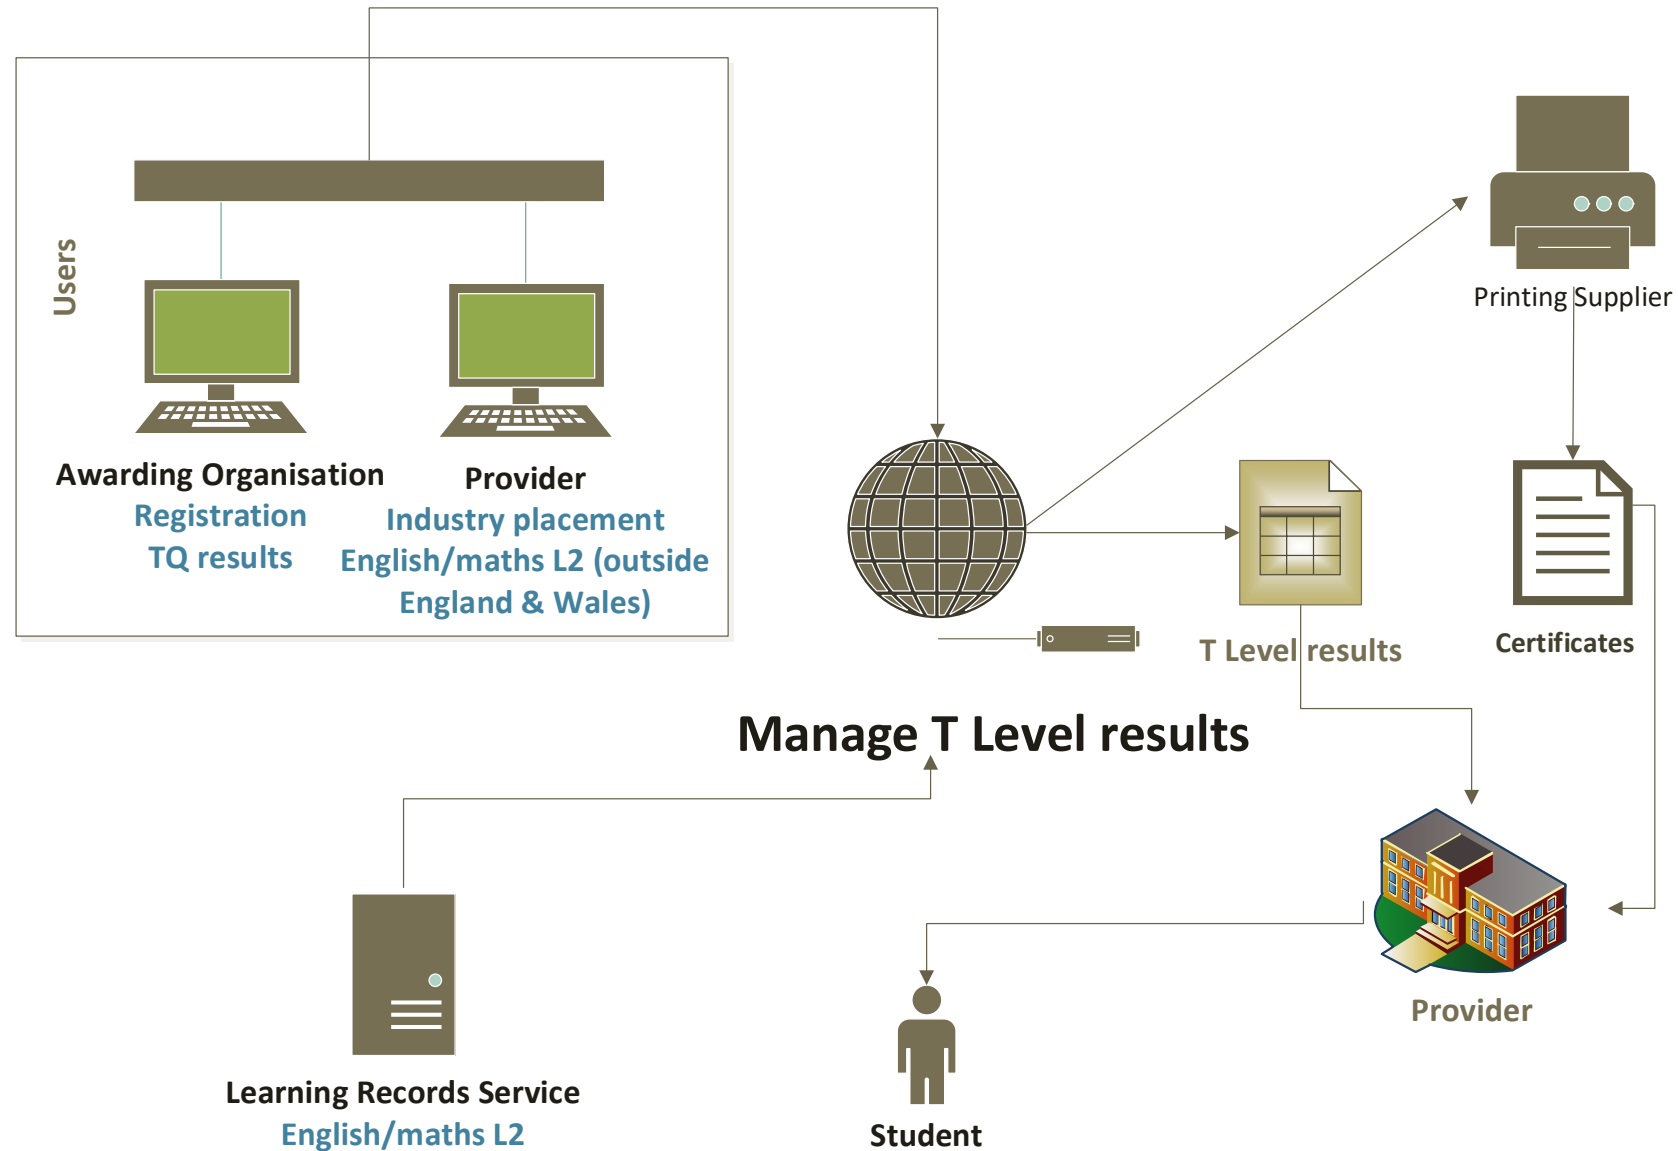 Users
Awarding Organisation
Registration
TQ results
Provider
Industry placement
English/maths L2 (outside
England & Wales)
Printing Supplier
T Level results
Certificates
Manage T Level results
Provider
Learning Records Service
English/maths L2
Student